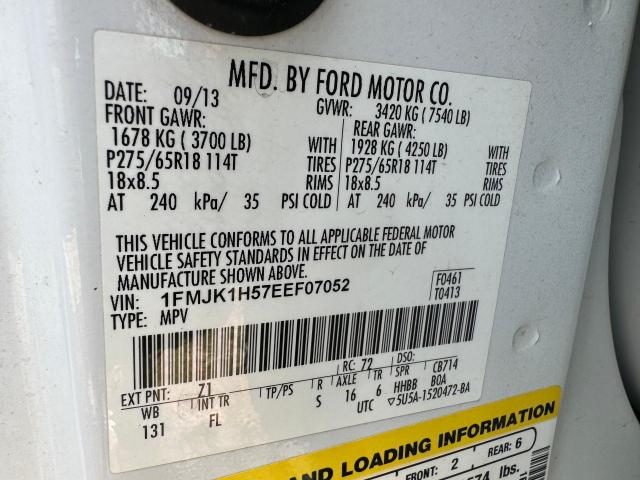 MFD. BY FORD MOTOR CO.
DATE: 09/13 GVWR: 3420 KG ( 7540 LB)
FRONT GAWR: REAR GAWR:
1678 KG ( 3700 LB) WITH 1928 KG ( 4250 LB) WITH
P275/65R18 114T TIRES P275/65R18 114T TIRES
18x8.5 RIMS 18x8.5 RIMS
AT 240 kPa/ 35 PSI COLD AT 240 kPa/ 35 PSI COLD
THIS VEHICLE CONFORMS TO ALL APPLICABLE FEDERAL MOTOR
VEHICLE SAFETY STANDARDS IN EFFECT ON THE DATE OF
MANUFACTURE SHOWN ABOVE.
VIN: 1FMJK1H57EEF07052 F0461
TYPE: MPV T0413
RC: 72 DSO:
EXT PNT: 71 CB714
WB INT TR TP/PS R AXLE TR SPR
131 FL S 16 6 HHBB BOA
UTC ▽5U5A-1520472-BA
AND LOADING INFORMATION
FRONT: 2 REAR: 6
574 lbs.